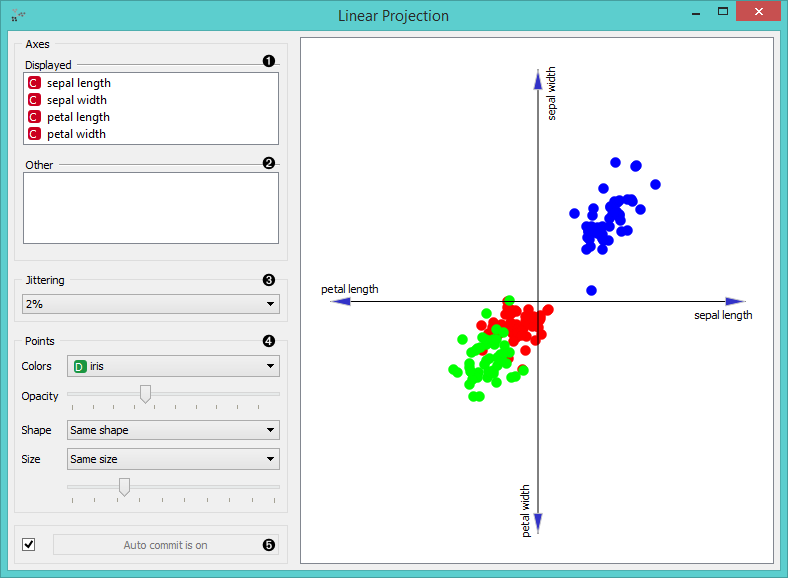 Linear Projection
Axes
Displayed ❶
C sepal length
C sepal width
C petal length
C petal width
Other ❷
Jittering ❸
2%
Points ❹
Colors D iris
Opacity
Shape Same shape
Size Same size
Auto commit is on ❺
sepal width
petal length
sepal length
petal width